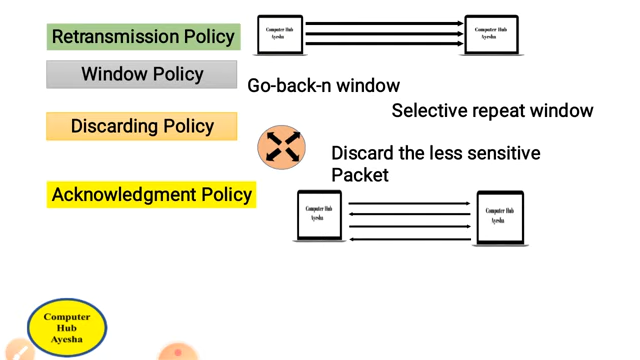 Retransmission Policy
Computer Hub
Ayesha
Computer Hub
Ayesha
Window Policy
Go-back-n window
Selective repeat window
Discarding Policy
Discard the less sensitive
Packet
Acknowledgment Policy
Computer Hub
Ayesha
Computer Hub
Ayesha
Computer
Hub
Ayesha